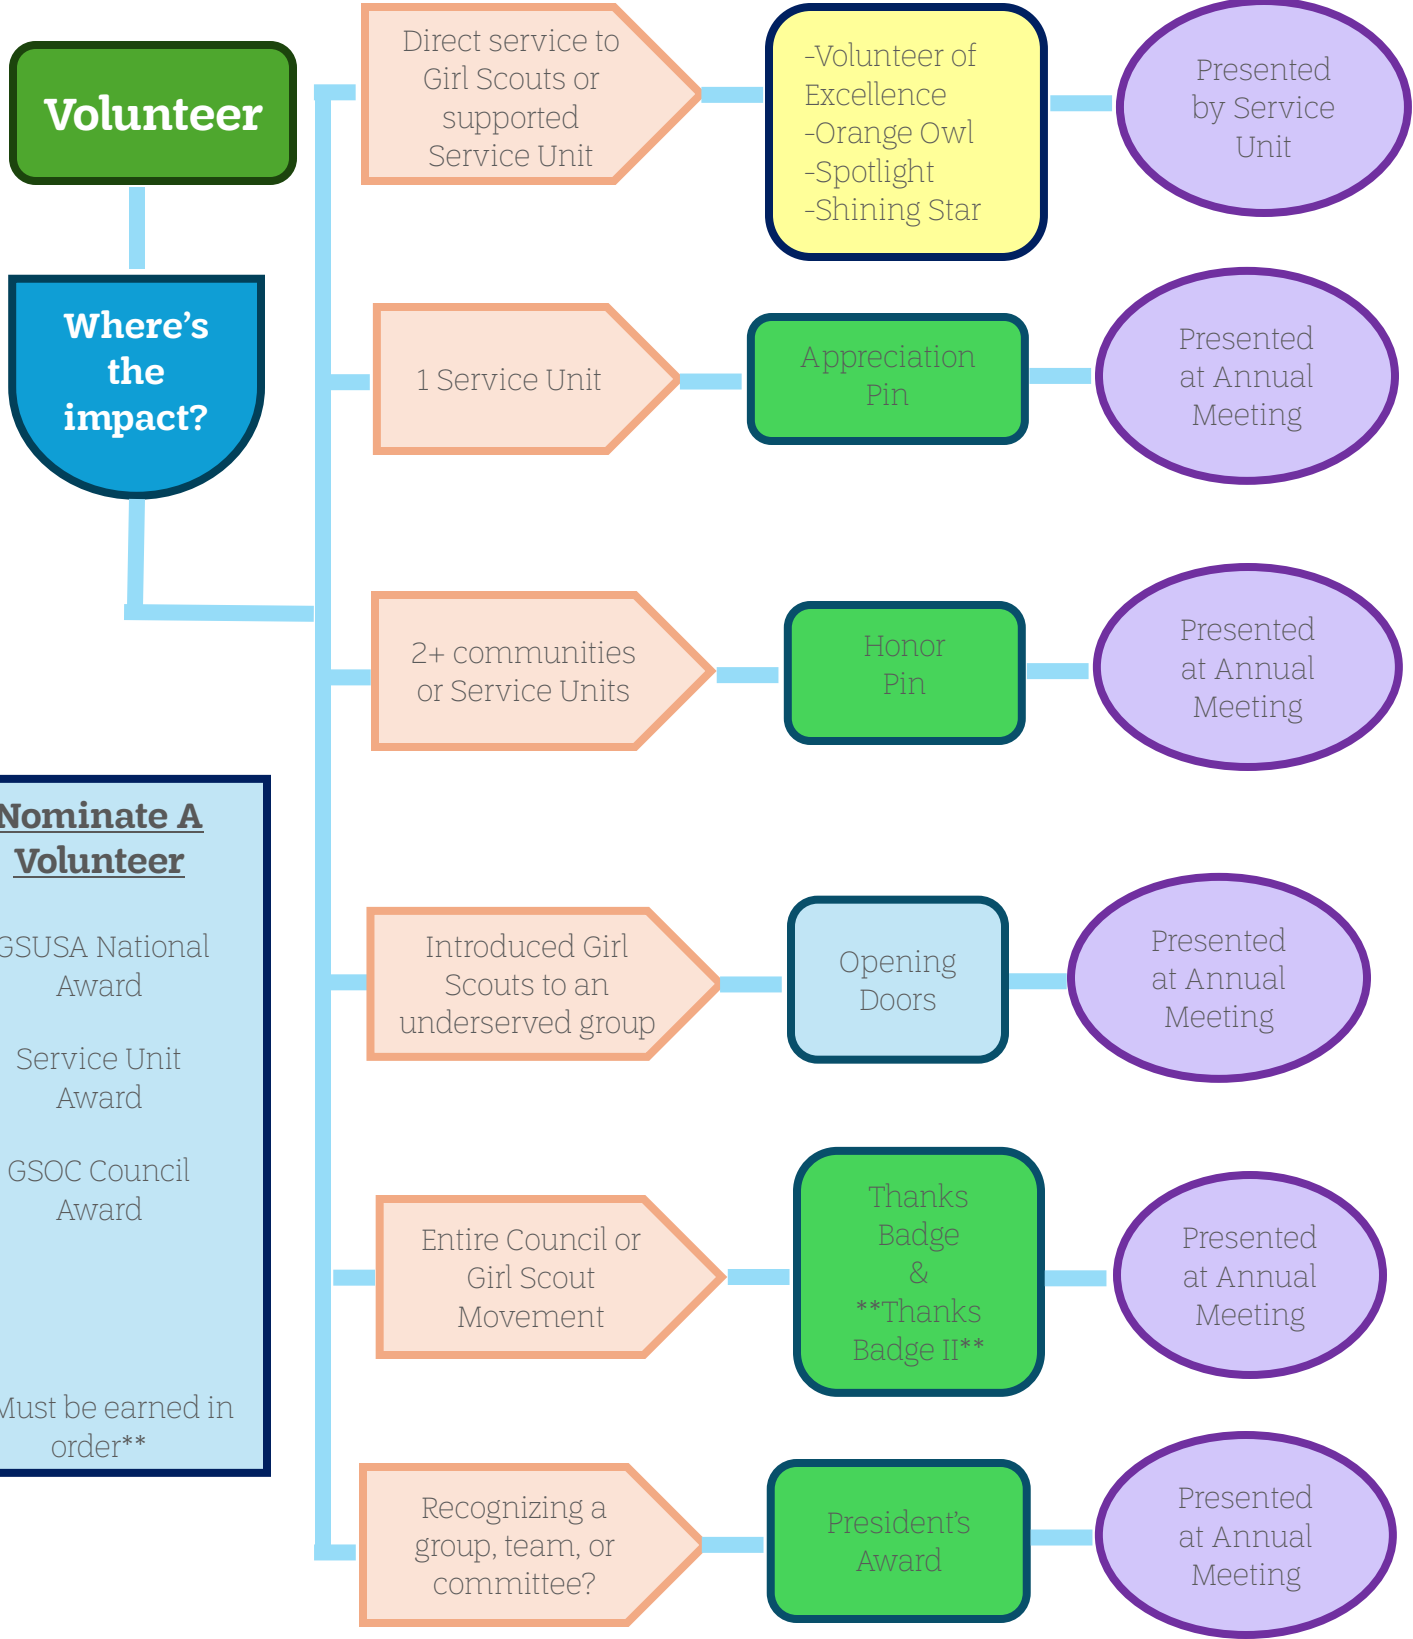 Volunteer
Where's
the
impact?
Direct service to
Girl Scouts or
supported
Service Unit
-Volunteer of
Excellence
-Orange Owl
-Spotlight
-Shining Star
Presented
by Service
Unit
1 Service Unit
Appreciation
Pin
Presented
at Annual
Meeting
2+ communities
or Service Units
Honor
Pin
Presented
at Annual
Meeting
Introduced Girl
Scouts to an
underserved group
Opening
Doors
Presented
at Annual
Meeting
Entire Council or
Girl Scout
Movement
Thanks
Badge
&
**Thanks
Badge II**
Presented
at Annual
Meeting
Recognizing a
group, team, or
committee?
President's
Award
Presented
at Annual
Meeting
Nominate A
Volunteer
GSUSA National
Award
Service Unit
Award
GSOC Council
Award
Must be earned in
order**